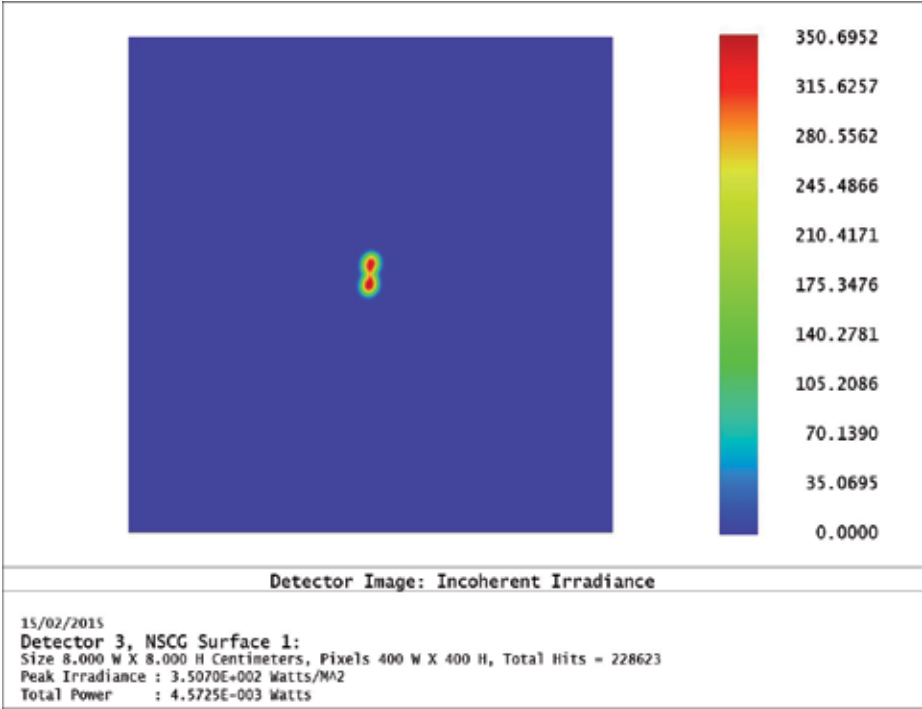 350.6952
315.6257
280.5562
245.4866
210.4171
175.3476
140.2781
105.2086
70.1390
35.0695
0.0000
Detector Image: Incoherent Irradiance
15/02/2015
Detector 3, NSCG Surface 1:
Size 8.000 W X 8.000 H Centimeters, Pixels 400 W X 400 H, Total Hits = 228623
Peak Irradiance : 3.5070E+002 Watts/M^2
Total Power     : 4.5725E-003 Watts